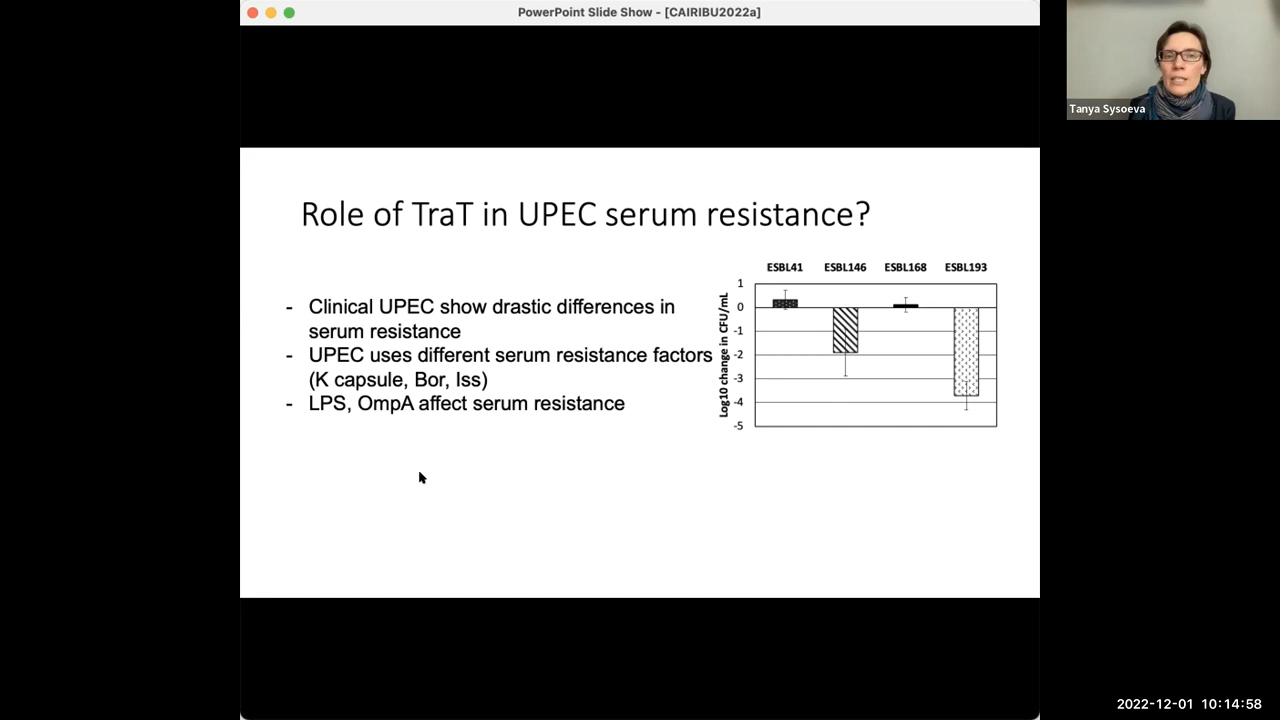 PowerPoint Slide Show - [CAIRIBU2022a]
Tanya Sysoeva
Role of TraT in UPEC serum resistance?
- Clinical UPEC show drastic differences in
serum resistance
- UPEC uses different serum resistance factors
(K capsule, Bor, Iss)
- LPS, OmpA affect serum resistance
ESBL41 ESBL146 ESBL168 ESBL193
Log10 change in CFU/mL
1
0
-1
-2
-3
-4
-5
2022-12-01 10:14:58